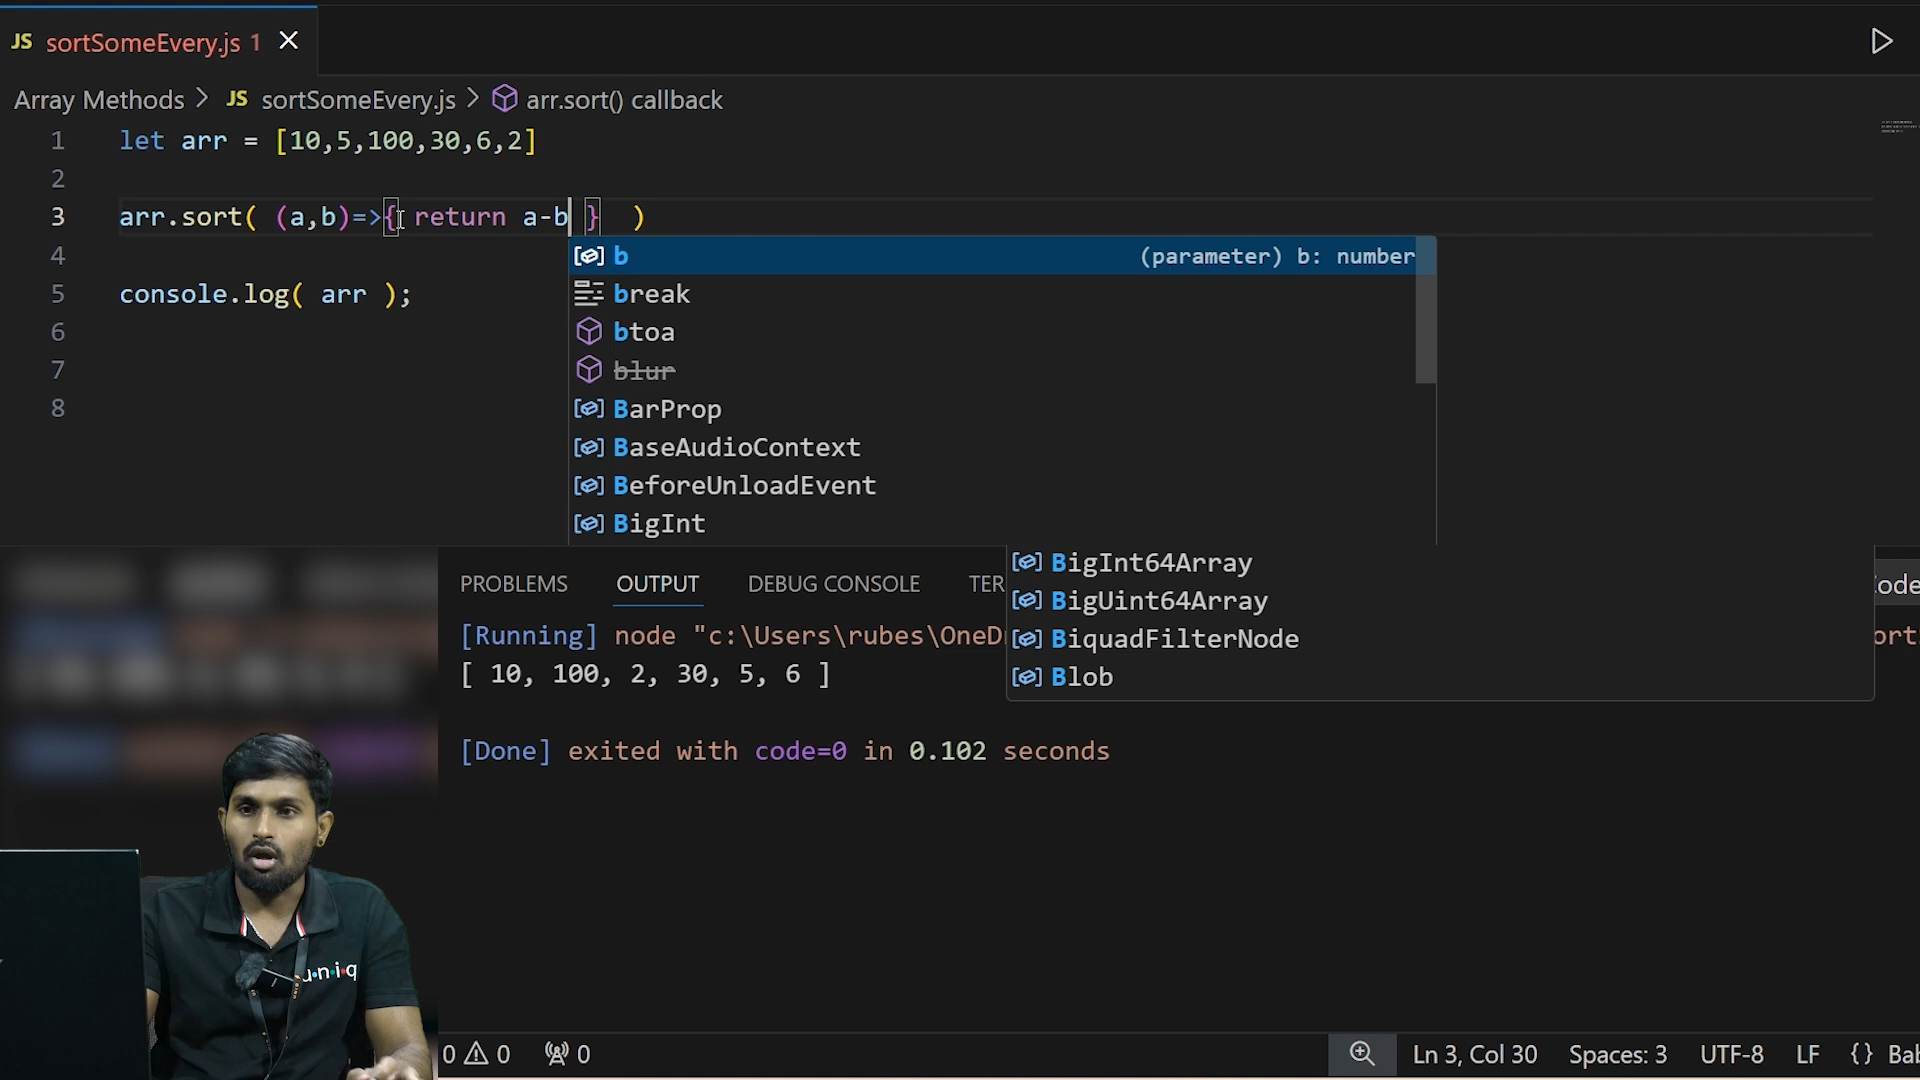 JS sortSomeEvery.js 1
Array Methods > JS sortSomeEvery.js > arr.sort() callback
1 let arr = [10,5,100,30,6,2]
2
3 arr.sort( (a,b)=>{ return a-b }  )
b (parameter) b: number
4
5 console.log( arr );
break
6
btoa
7
blur
8
BarProp
BaseAudioContext
BeforeUnloadEvent
BigInt
BigInt64Array
BigUint64Array
BiquadFilterNode
Blob
PROBLEMS OUTPUT DEBUG CONSOLE TER
ode
[Running] node "c:\Users\rubes\OneD
ort
[ 10, 100, 2, 30, 5, 6 ]
[Done] exited with code=0 in 0.102 seconds
u·n·i·q
0 0 0 Ln 3, Col 30 Spaces: 3 UTF-8 LF {} Bab